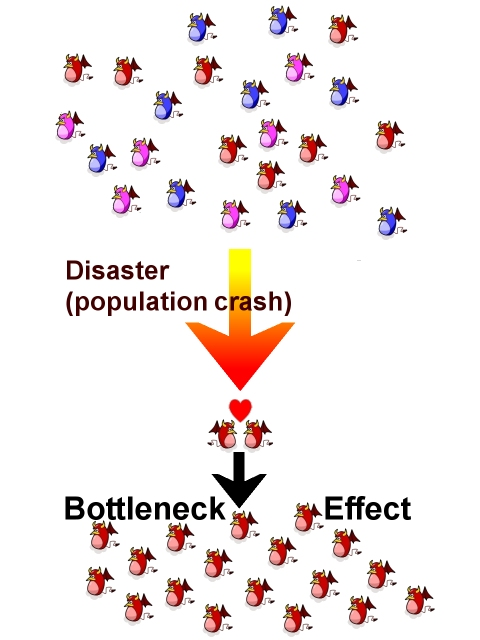 Disaster
(population crash)
Bottleneck Effect